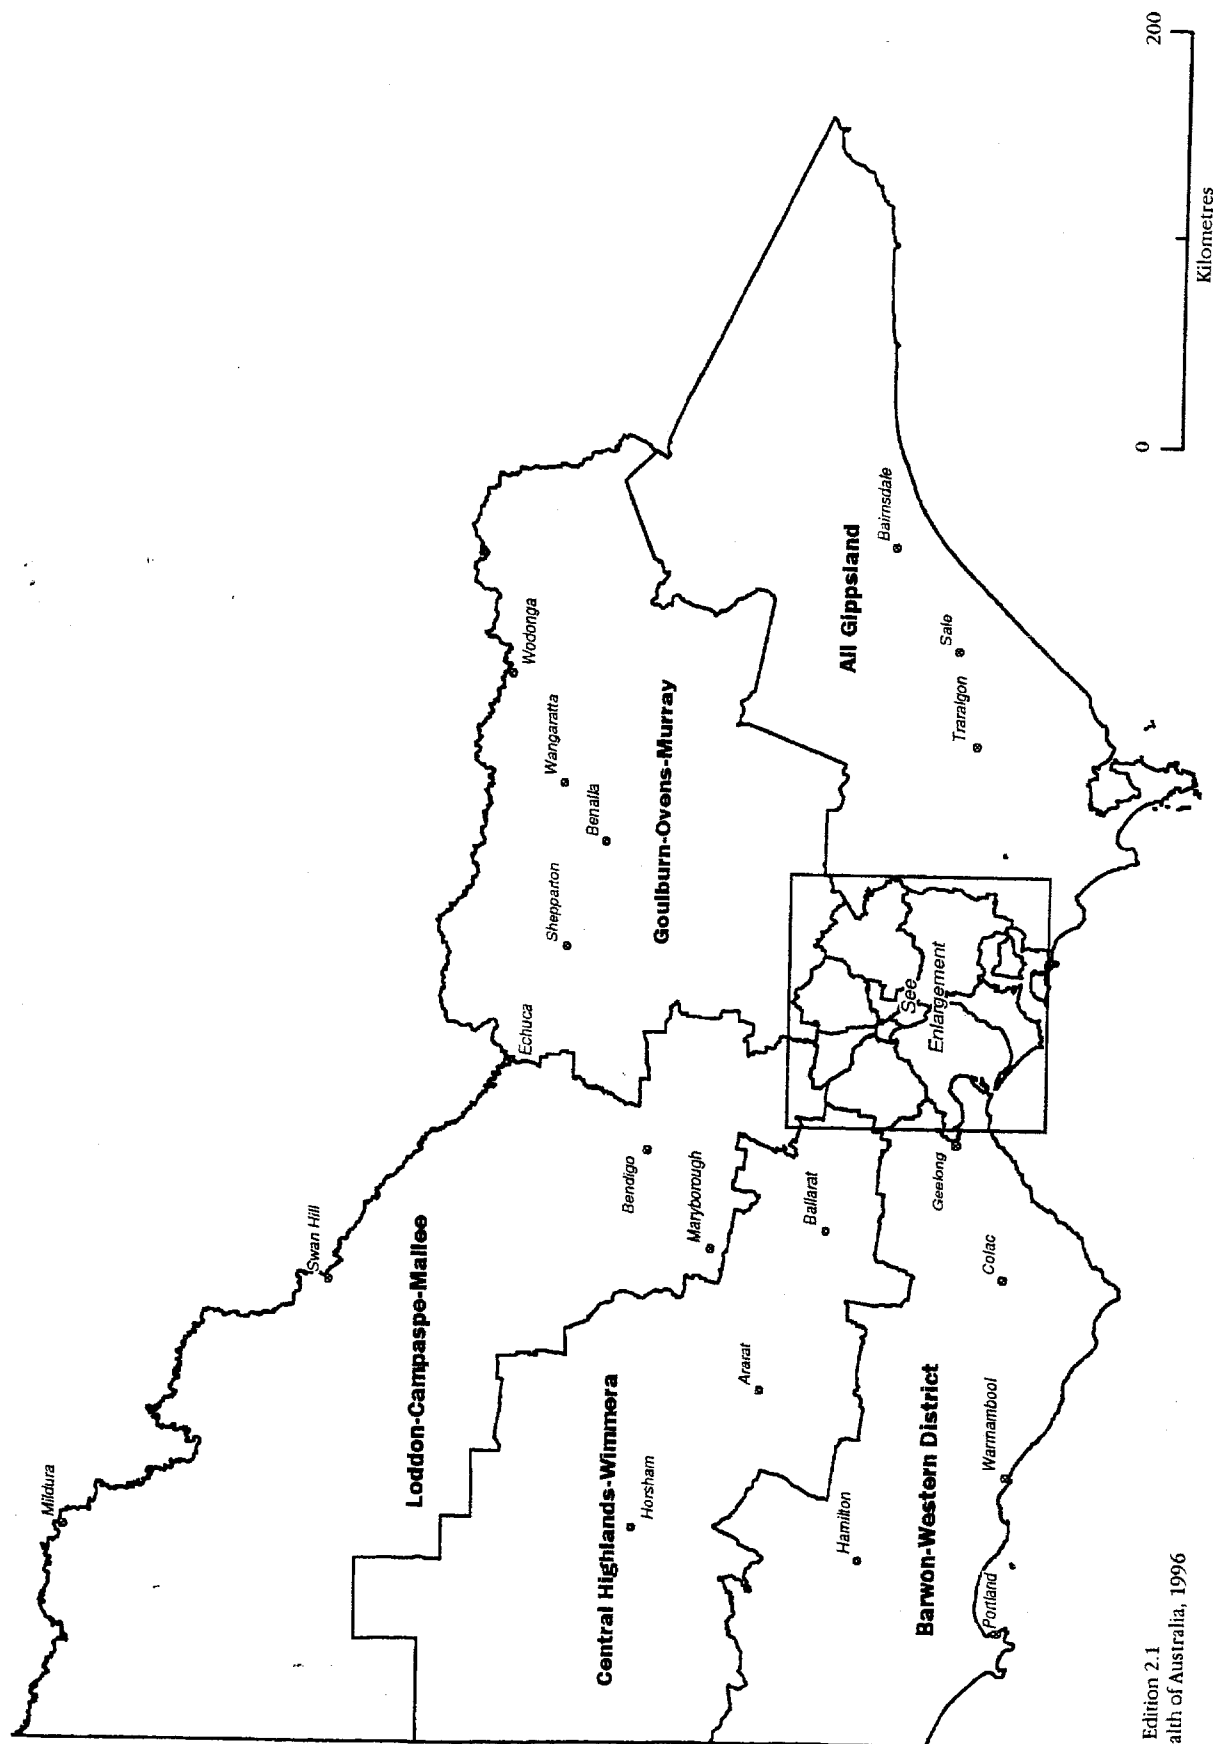 Mildura
Swan Hill
Loddon-Campaspe-Mallee
Echuca
Wodonga
Wangaratta
Shepparton
Benalla
Goulburn-Ovens-Murray
Bendigo
Maryborough
Central Highlands-Wimmera
Horsham
Ararat
Ballarat
Hamilton
All Gippsland
Bairnsdale
Sale
Traralgon
See
Enlargement
Geelong
Colac
Barwon-Western District
Warrnambool
Portland
Edition 2.1
alth of Australia, 1996
0
200
Kilometres